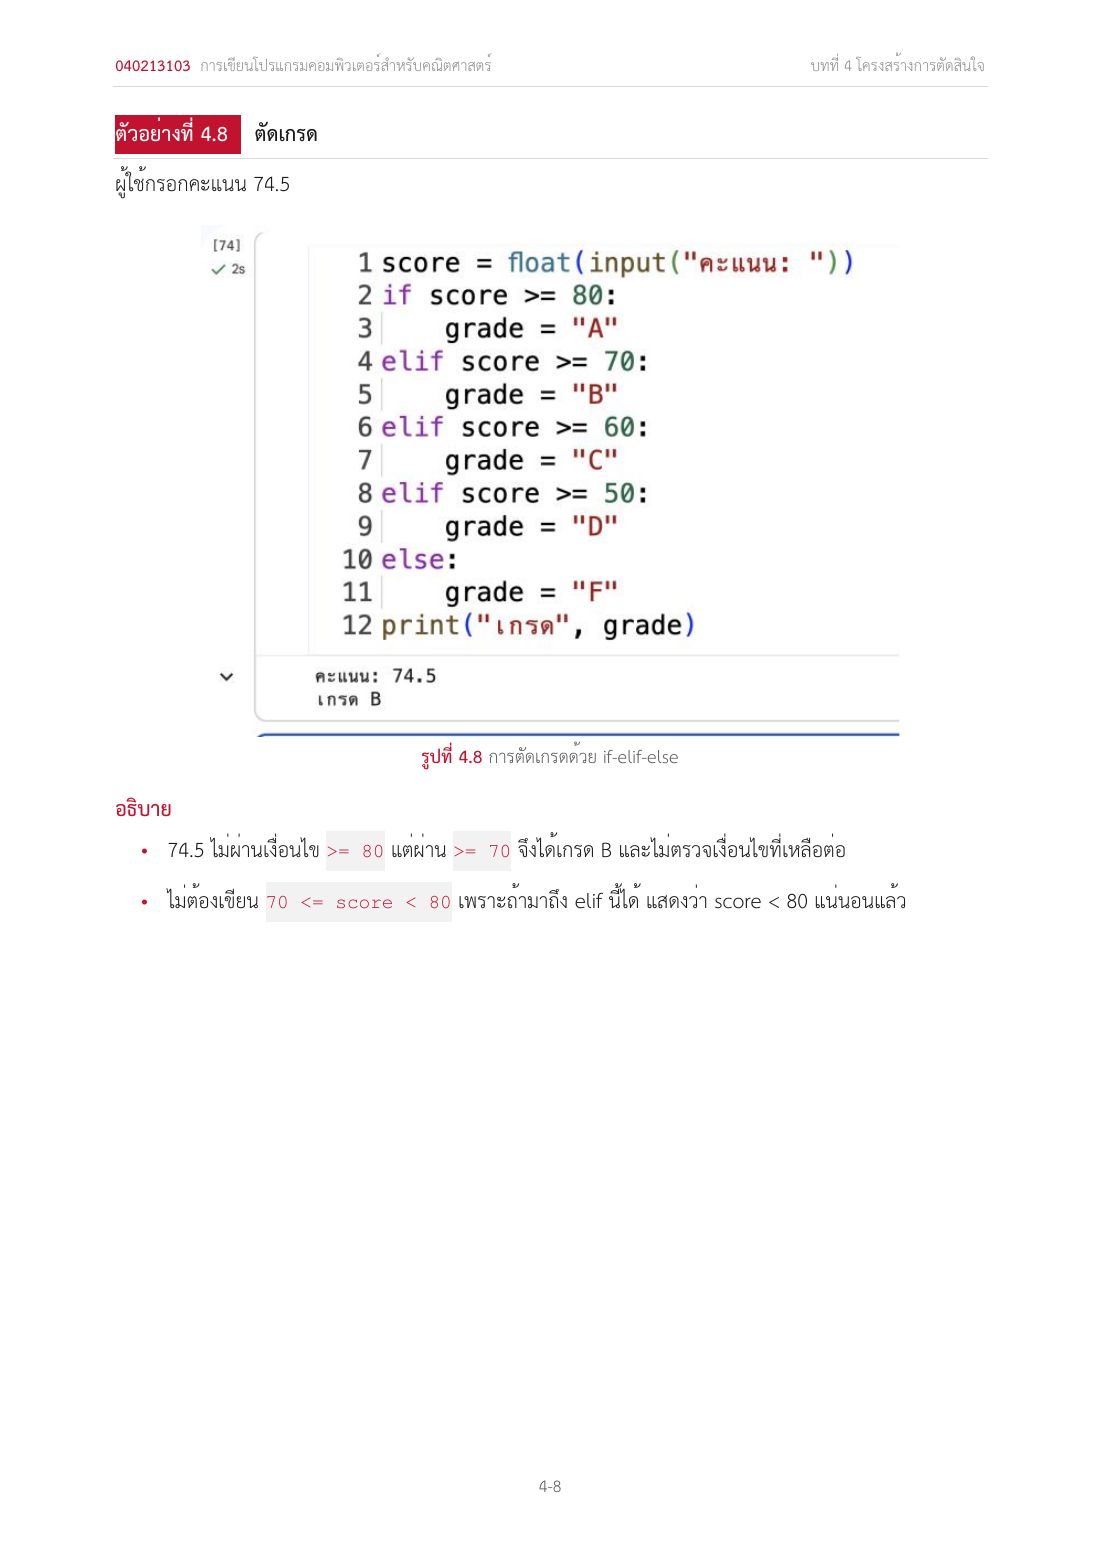 040213103 การเขียนโปรแกรมคอมพิวเตอร์สำหรับคณิตศาสตร์ บทที่ 4 โครงสร้างการตัดสินใจ
ตัวอย่างที่ 4.8 ตัดเกรด
ผู้ใช้กรอกคะแนน 74.5
[74]
✓ 2s
1 score = float(input("คะแนน: "))
2 if score >= 80:
3     grade = "A"
4 elif score >= 70:
5     grade = "B"
6 elif score >= 60:
7     grade = "C"
8 elif score >= 50:
9     grade = "D"
10 else:
11     grade = "F"
12 print("เกรด", grade)
คะแนน: 74.5
เกรด B
รูปที่ 4.8 การตัดเกรดด้วย if-elif-else
อธิบาย
• 74.5 ไม่ผ่านเงื่อนไข >= 80 แต่ผ่าน >= 70 จึงได้เกรด B และไม่ตรวจเงื่อนไขที่เหลือต่อ
• ไม่ต้องเขียน 70 <= score < 80 เพราะถ้ามาถึง elif นี้ได้ แสดงว่า score < 80 แน่นอนแล้ว
4-8